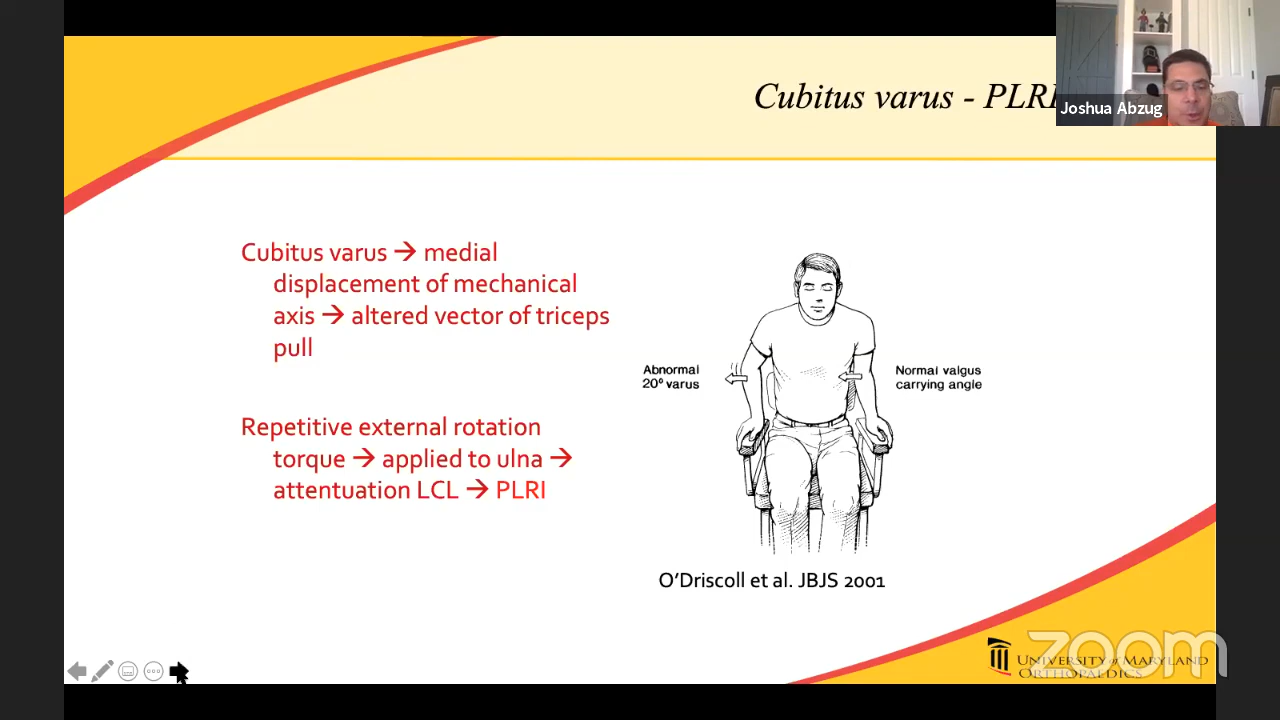 Cubitus varus - PLRI
Joshua Abzug
Cubitus varus → medial
displacement of mechanical
axis → altered vector of triceps
pull
Repetitive external rotation
torque → applied to ulna →
attentuation LCL → PLRI
Abnormal
20° varus
Normal valgus
carrying angle
O'Driscoll et al. JBJS 2001
zoom
UNIVERSITY of MARYLAND
ORTHOPAEDICS